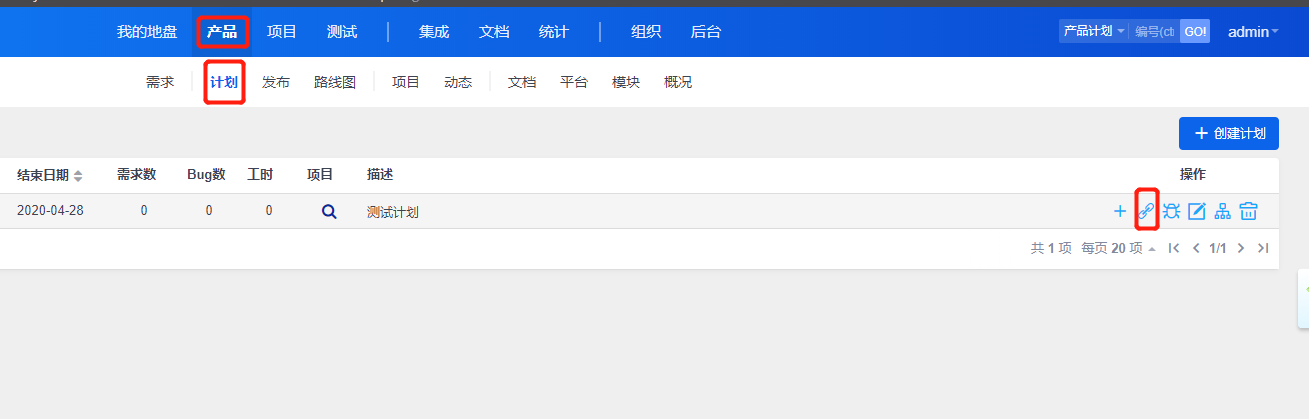 我的地盘 产品 项目 测试 集成 文档 统计 组织 后台 产品计划 编号(ct GO! admin
需求 计划 发布 路线图 项目 动态 文档 平台 模块 概况
创建计划
结束日期 需求数 Bug数 工时 项目 描述 操作
2020-04-28 0 0 0 测试计划
共 1 项 每页 20 项 1/1